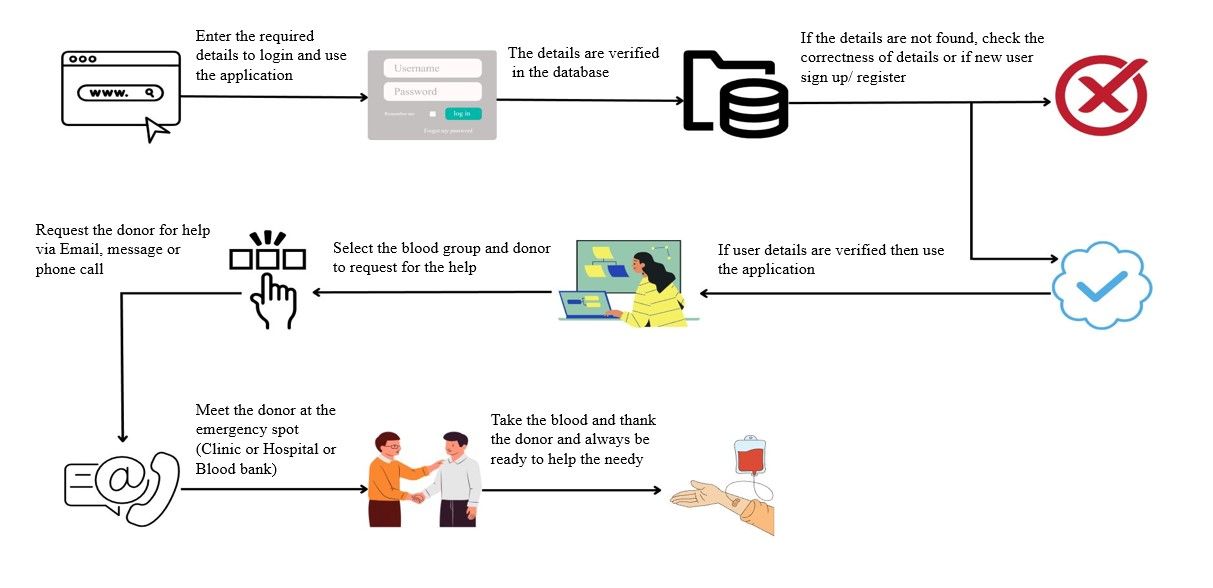 Enter the required
details to login and use
the application
www.
Username
Password
Remember me
log in
Forgot my password
The details are verified
in the database
If the details are not found, check the
correctness of details or if new user
sign up/ register
Request the donor for help
via Email, message or
phone call
Select the blood group and donor
to request for the help
If user details are verified then use
the application
Meet the donor at the
emergency spot
(Clinic or Hospital or
Blood bank)
@
Take the blood and thank
the donor and always be
ready to help the needy